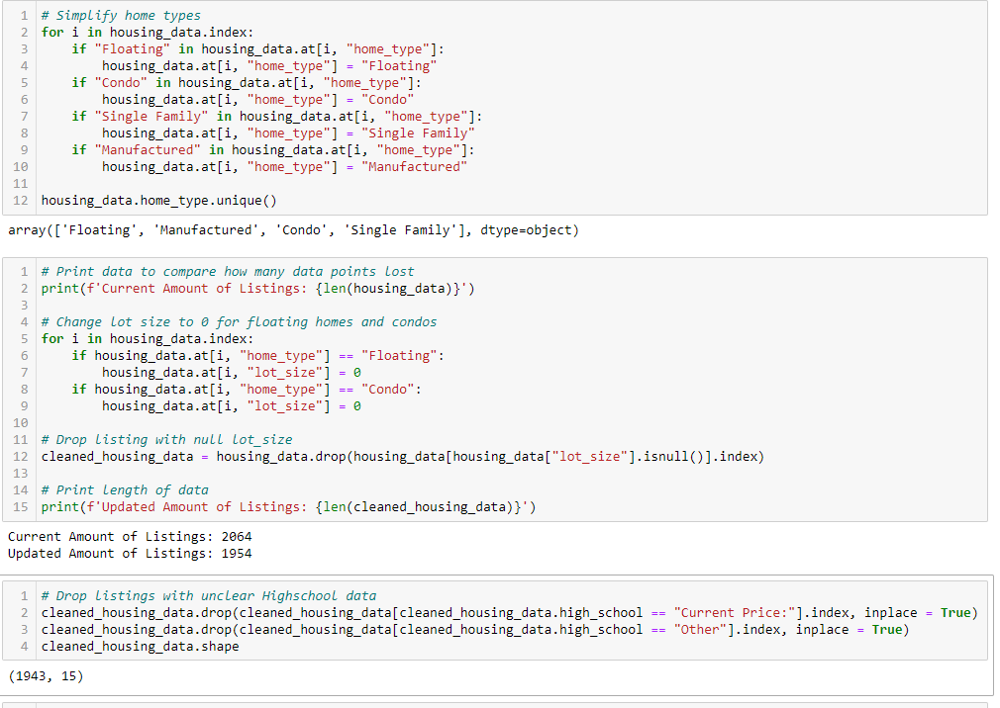 1 # Simplify home types
2 for i in housing_data.index:
3     if "Floating" in housing_data.at[i, "home_type"]:
4         housing_data.at[i, "home_type"] = "Floating"
5     if "Condo" in housing_data.at[i, "home_type"]:
6         housing_data.at[i, "home_type"] = "Condo"
7     if "Single Family" in housing_data.at[i, "home_type"]:
8         housing_data.at[i, "home_type"] = "Single Family"
9     if "Manufactured" in housing_data.at[i, "home_type"]:
10         housing_data.at[i, "home_type"] = "Manufactured"
11
12 housing_data.home_type.unique()
array(['Floating', 'Manufactured', 'Condo', 'Single Family'], dtype=object)
1 # Print data to compare how many data points lost
2 print(f'Current Amount of Listings: {len(housing_data)}')
3
4 # Change lot size to 0 for floating homes and condos
5 for i in housing_data.index:
6     if housing_data.at[i, "home_type"] == "Floating":
7         housing_data.at[i, "lot_size"] = 0
8     if housing_data.at[i, "home_type"] == "Condo":
9         housing_data.at[i, "lot_size"] = 0
10
11 # Drop listing with null lot_size
12 cleaned_housing_data = housing_data.drop(housing_data[housing_data["lot_size"].isnull()].index)
13
14 # Print length of data
15 print(f'Updated Amount of Listings: {len(cleaned_housing_data)}')
Current Amount of Listings: 2064
Updated Amount of Listings: 1954
1 # Drop listings with unclear Highschool data
2 cleaned_housing_data.drop(cleaned_housing_data[cleaned_housing_data.high_school == "Current Price:"].index, inplace = True)
3 cleaned_housing_data.drop(cleaned_housing_data[cleaned_housing_data.high_school == "Other"].index, inplace = True)
4 cleaned_housing_data.shape
(1943, 15)